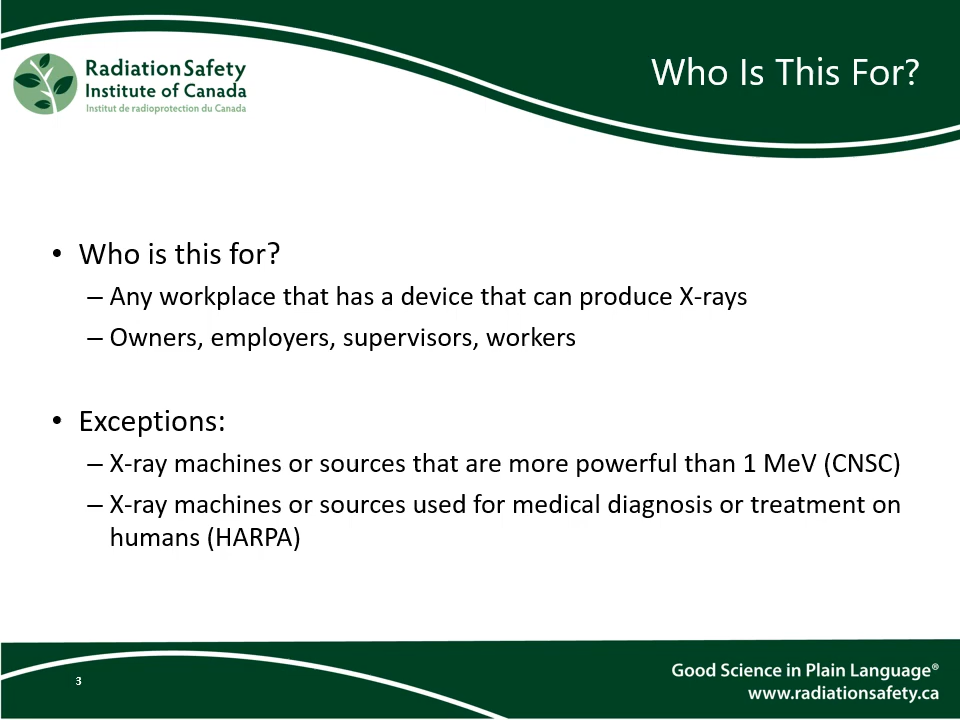 Radiation Safety
Institute of Canada
Institut de radioprotection du Canada
Who Is This For?
• Who is this for?
– Any workplace that has a device that can produce X-rays
– Owners, employers, supervisors, workers
• Exceptions:
– X-ray machines or sources that are more powerful than 1 MeV (CNSC)
– X-ray machines or sources used for medical diagnosis or treatment on
humans (HARPA)
3
Good Science in Plain Language®
www.radiationsafety.ca